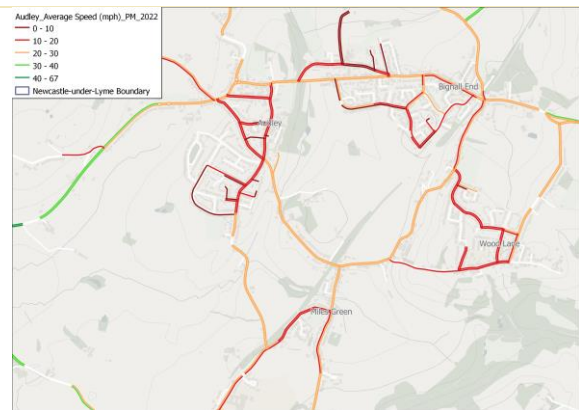 Audley_Average Speed (mph)_PM_2022
0 - 10
10 - 20
20 - 30
30 - 40
40 - 67
Newcastle-under-Lyme Boundary
Bignall End
Audley
Wood Lane
Miles Green